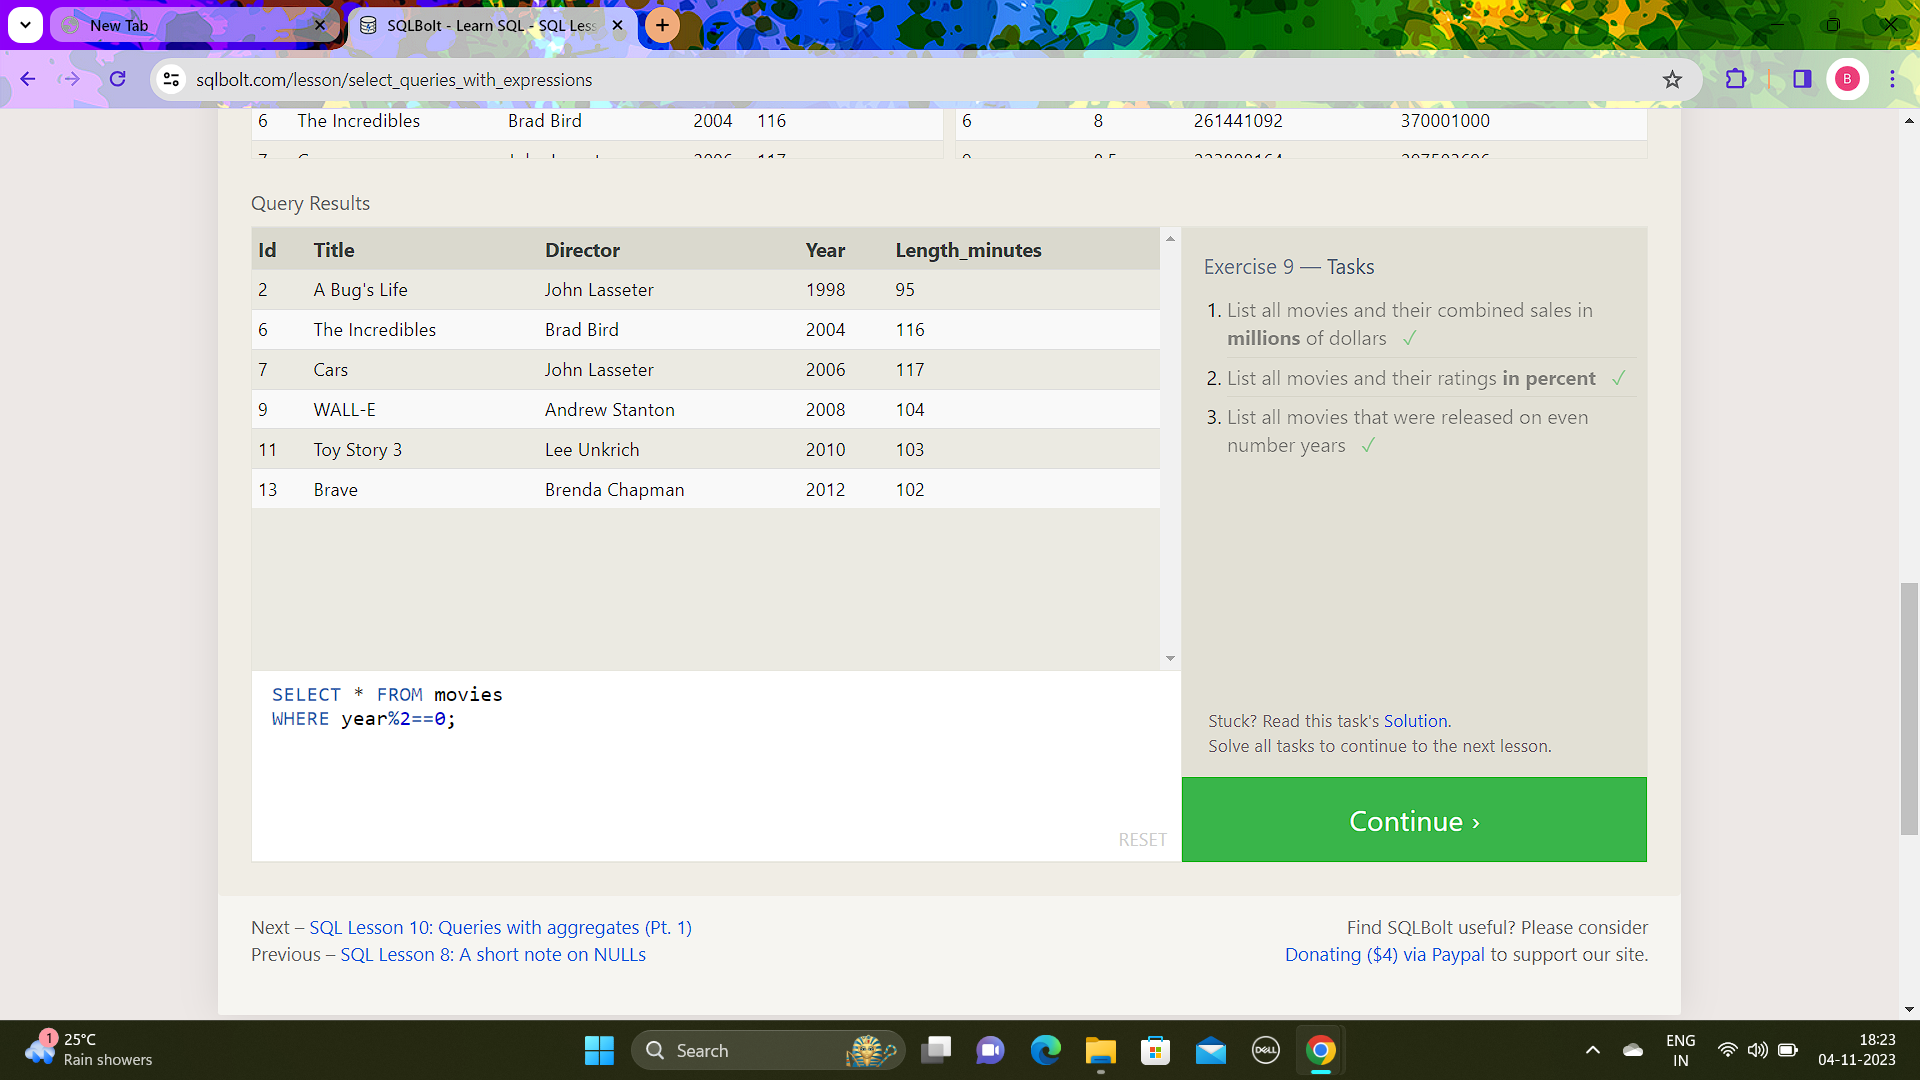 New Tab
SQLBolt - Learn SQL - SQL Less
sqlbolt.com/lesson/select_queries_with_expressions
B
6 The Incredibles Brad Bird 2004 116
6 8 261441092 370001000
Query Results
Id Title Director Year Length_minutes
2 A Bug's Life John Lasseter 1998 95
6 The Incredibles Brad Bird 2004 116
7 Cars John Lasseter 2006 117
9 WALL-E Andrew Stanton 2008 104
11 Toy Story 3 Lee Unkrich 2010 103
13 Brave Brenda Chapman 2012 102
Exercise 9 — Tasks
1. List all movies and their combined sales in
millions of dollars ✓
2. List all movies and their ratings in percent ✓
3. List all movies that were released on even
number years ✓
SELECT * FROM movies
WHERE year%2==0;
RESET
Stuck? Read this task's Solution.
Solve all tasks to continue to the next lesson.
Continue ›
Next – SQL Lesson 10: Queries with aggregates (Pt. 1)
Previous – SQL Lesson 8: A short note on NULLs
Find SQLBolt useful? Please consider
Donating ($4) via Paypal to support our site.
1
25°C
Rain showers
Search
DELL
ENG
IN
18:23
04-11-2023